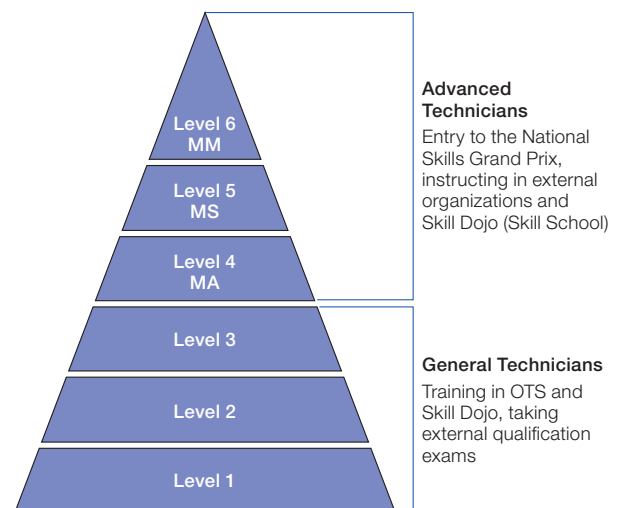 Level 6
MM
Level 5
MS
Level 4
MA
Level 3
Level 2
Level 1
Advanced
Technicians
Entry to the National
Skills Grand Prix,
instructing in external
organizations and
Skill Dojo (Skill School)
General Technicians
Training in OTS and
Skill Dojo, taking
external qualification
exams